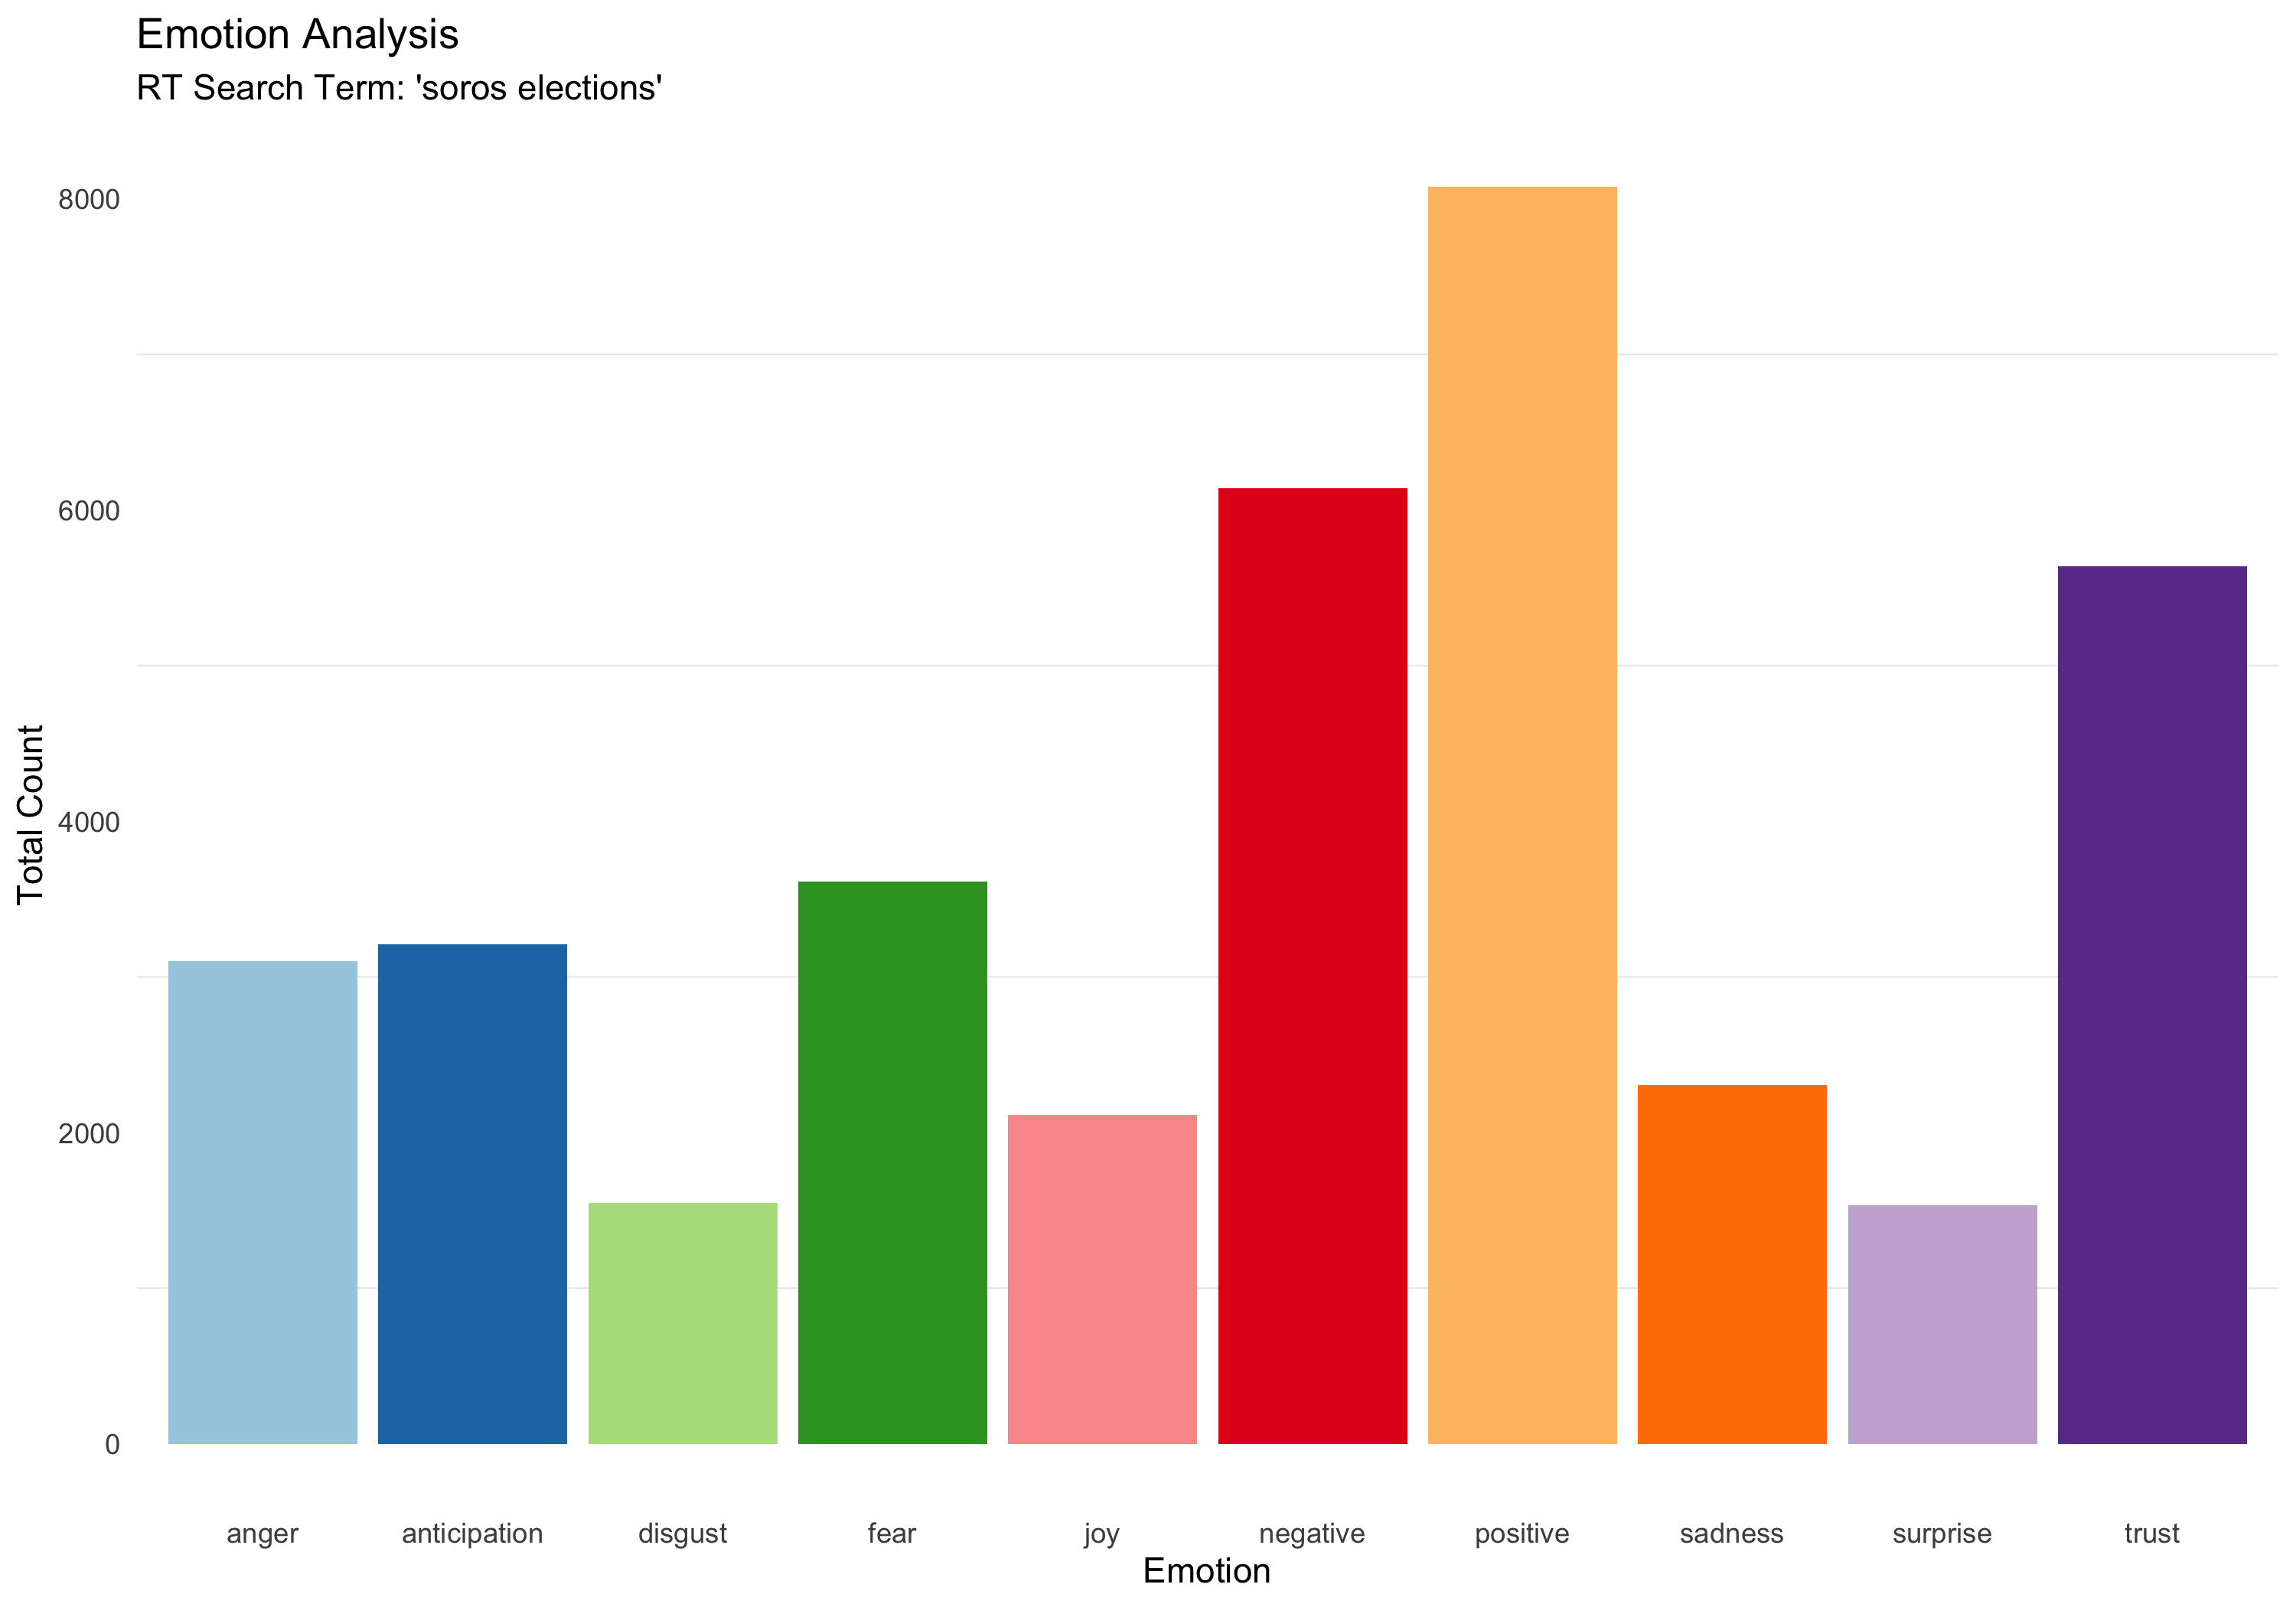 Emotion Analysis
RT Search Term: 'soros elections'
Total Count
8000
6000
4000
2000
0
anger anticipation disgust fear joy negative positive sadness surprise trust
Emotion